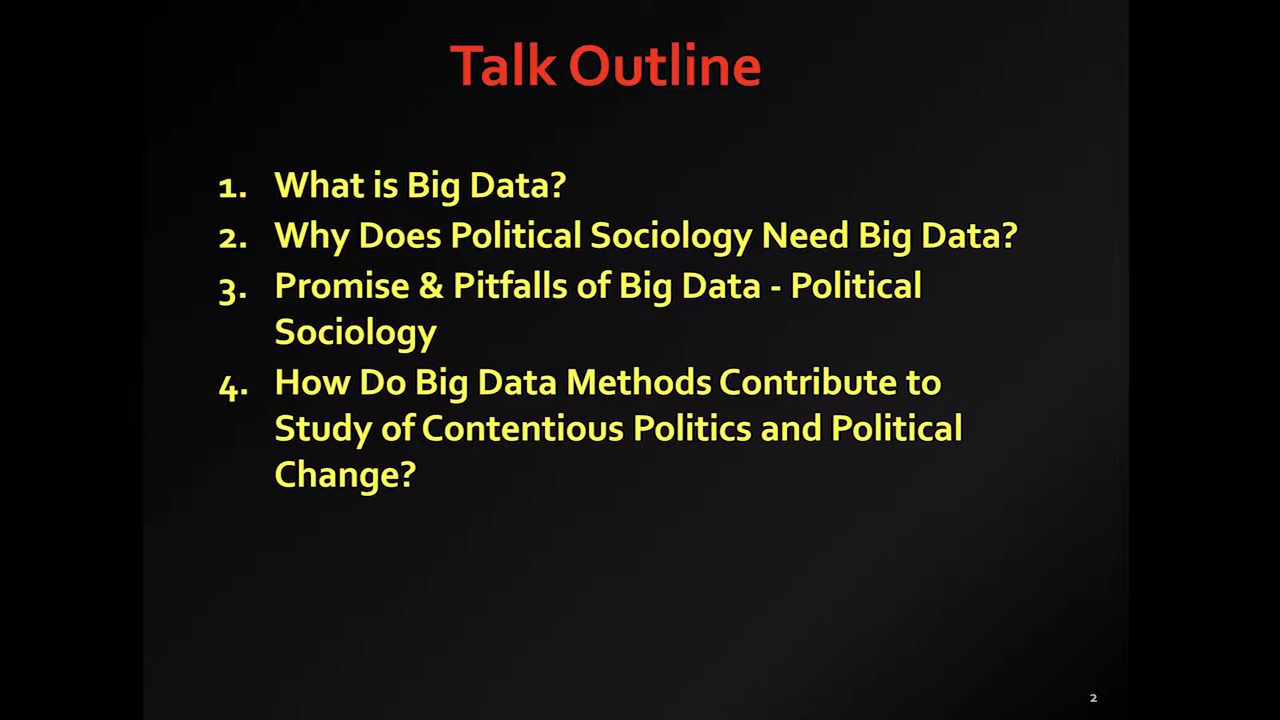 Talk Outline
1. What is Big Data?
2. Why Does Political Sociology Need Big Data?
3. Promise & Pitfalls of Big Data - Political
Sociology
4. How Do Big Data Methods Contribute to
Study of Contentious Politics and Political
Change?
2